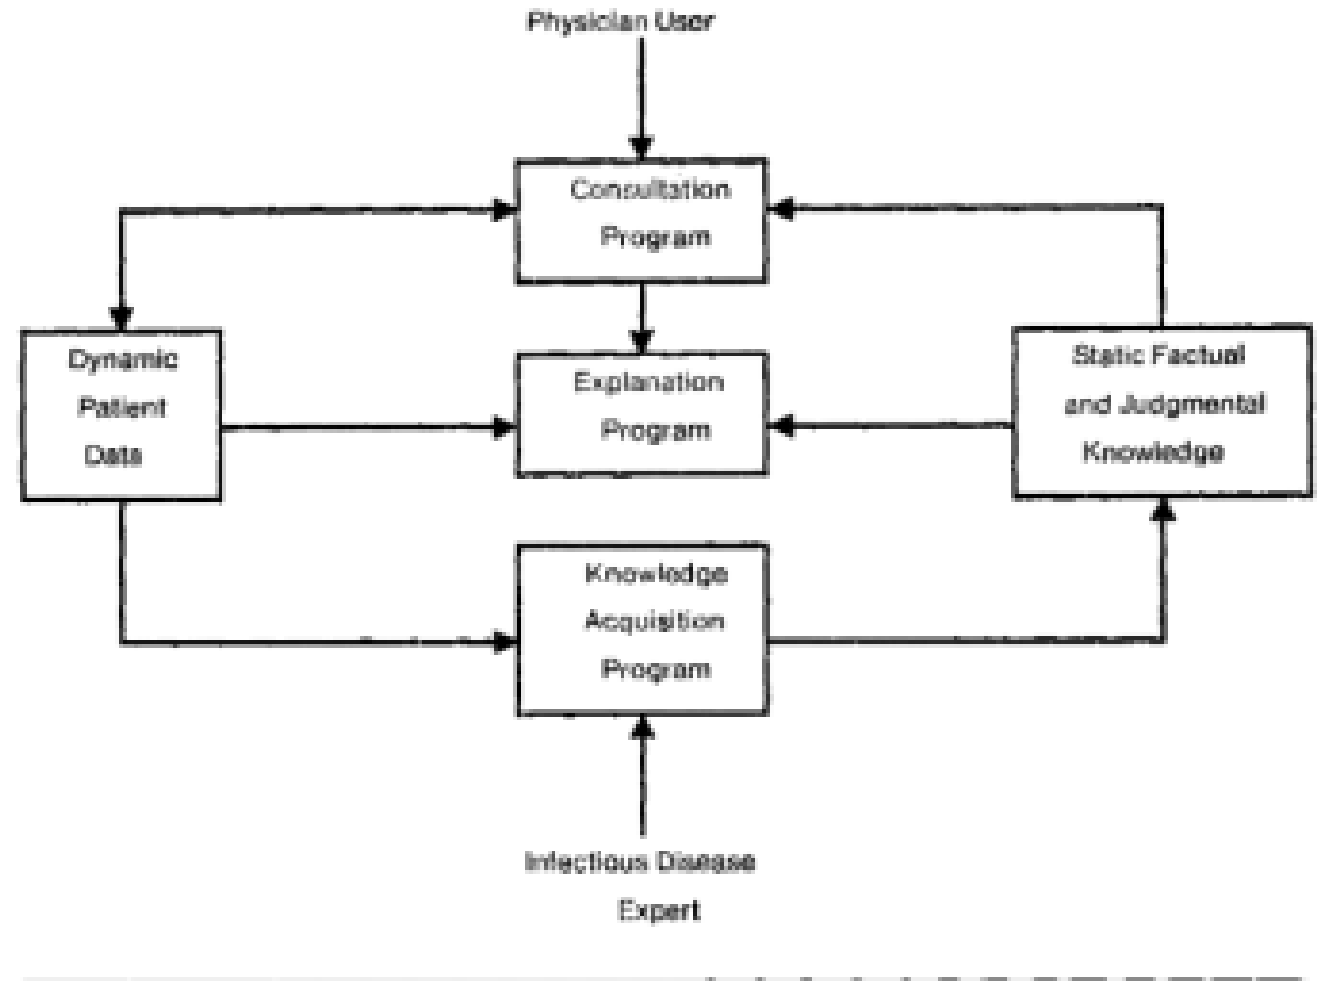 Physician User
Consultation
Program
Dynamic
Patient
Data
Explanation
Program
Static Factual
and Judgmental
Knowledge
Knowledge
Acquisition
Program
Infectious Disease
Expert